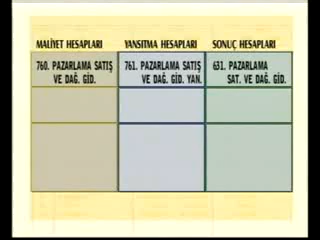 MALİYET HESAPLARI YANSITMA HESAPLARI SONUÇ HESAPLARI
760. PAZARLAMA SATIŞ 761. PAZARLAMA SATIŞ 631. PAZARLAMA
VE DAĞ. GİD. VE DAĞ. GİD. YAN. SAT. VE DAĞ. GİD.